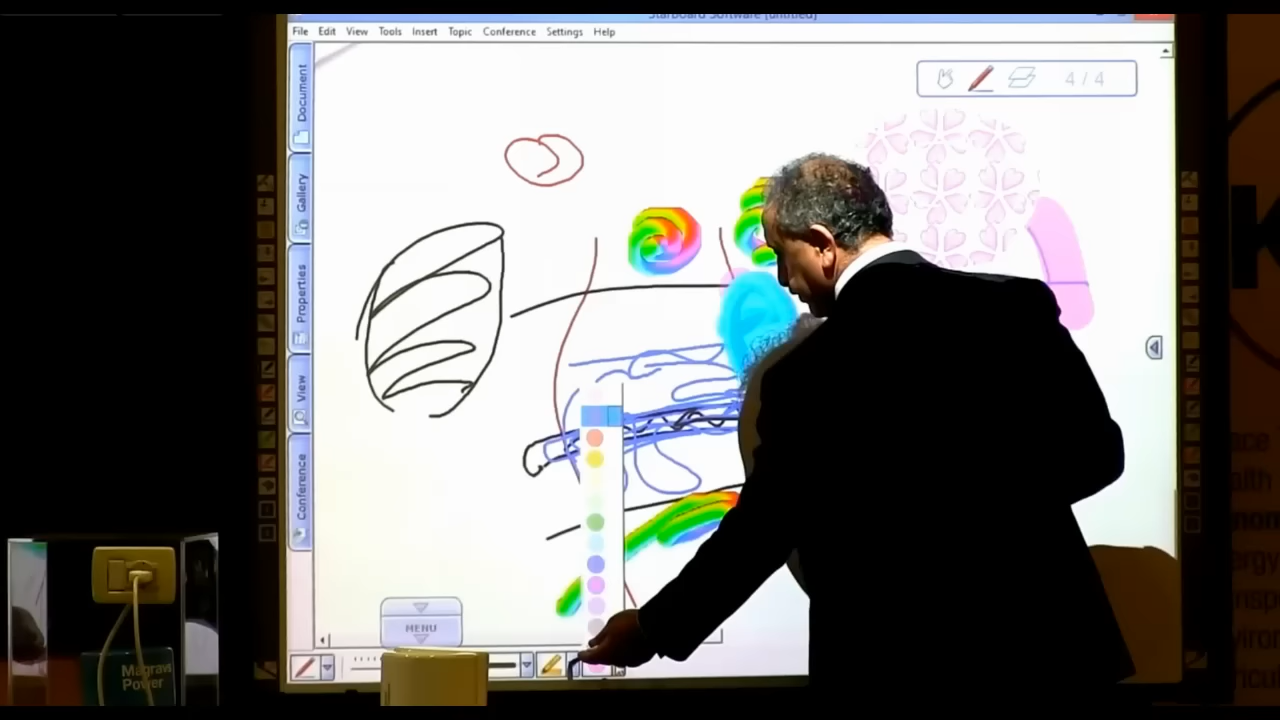 StarBoard Software [untitled]
File Edit View Tools Insert Topic Conference Settings Help
Document
Gallery
Properties
View
Conference
4 / 4
MENU
Magravs
Power